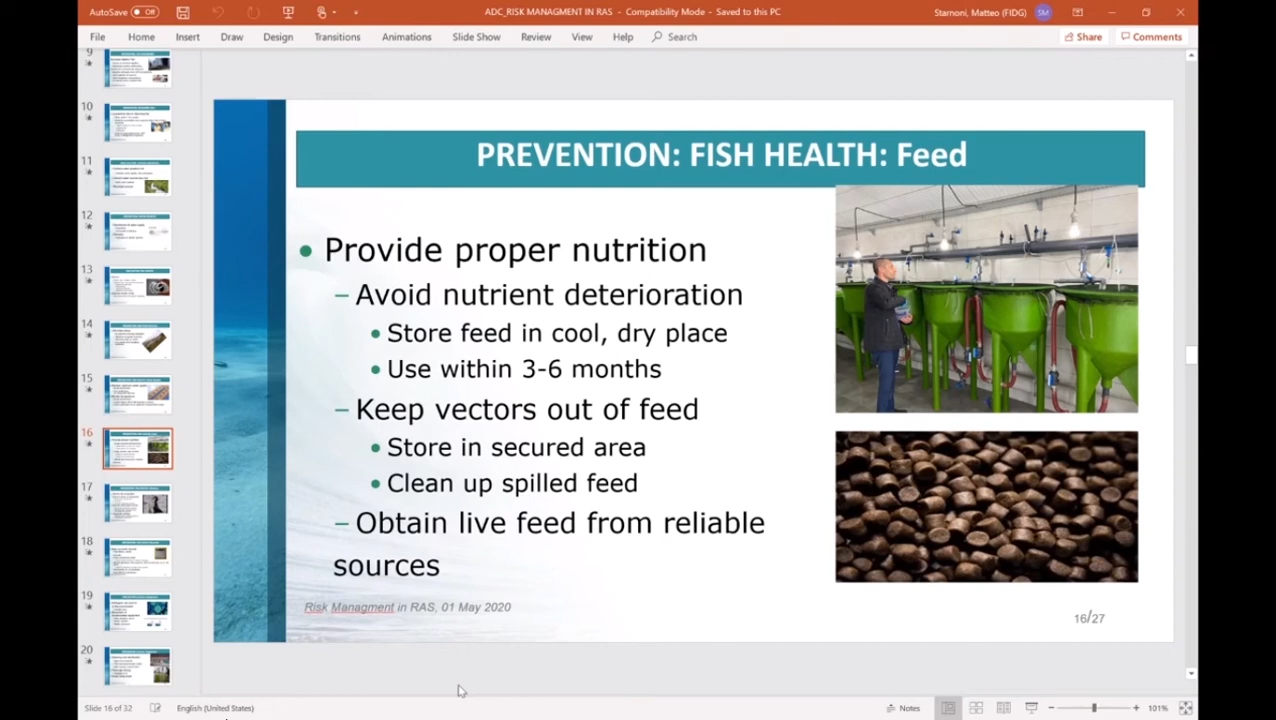 AutoSave Off
ADC_RISK MANAGMENT IN RAS - Compatibility Mode - Saved to this PC
Starnoni, Matteo (FIDG) SM
File Home Insert Draw Design Transitions Animations Slide Show Review View Help Search Share Comments
9
10
11
12
13
14
15
16
17
18
19
20
PREVENTION: FISH HEALTH: Feed
• Provide proper nutrition
– Avoid nutrient deterioration
• Store feed in cool, dry place
• Use within 3-6 months
– Keep vectors out of feed
• Store in secured area
• Clean up spilled feed
– Obtain live feed from reliable
sources
Risk Managment in RAS, 01 May 2020
16/27
Slide 16 of 32 English (United States) Notes 101%